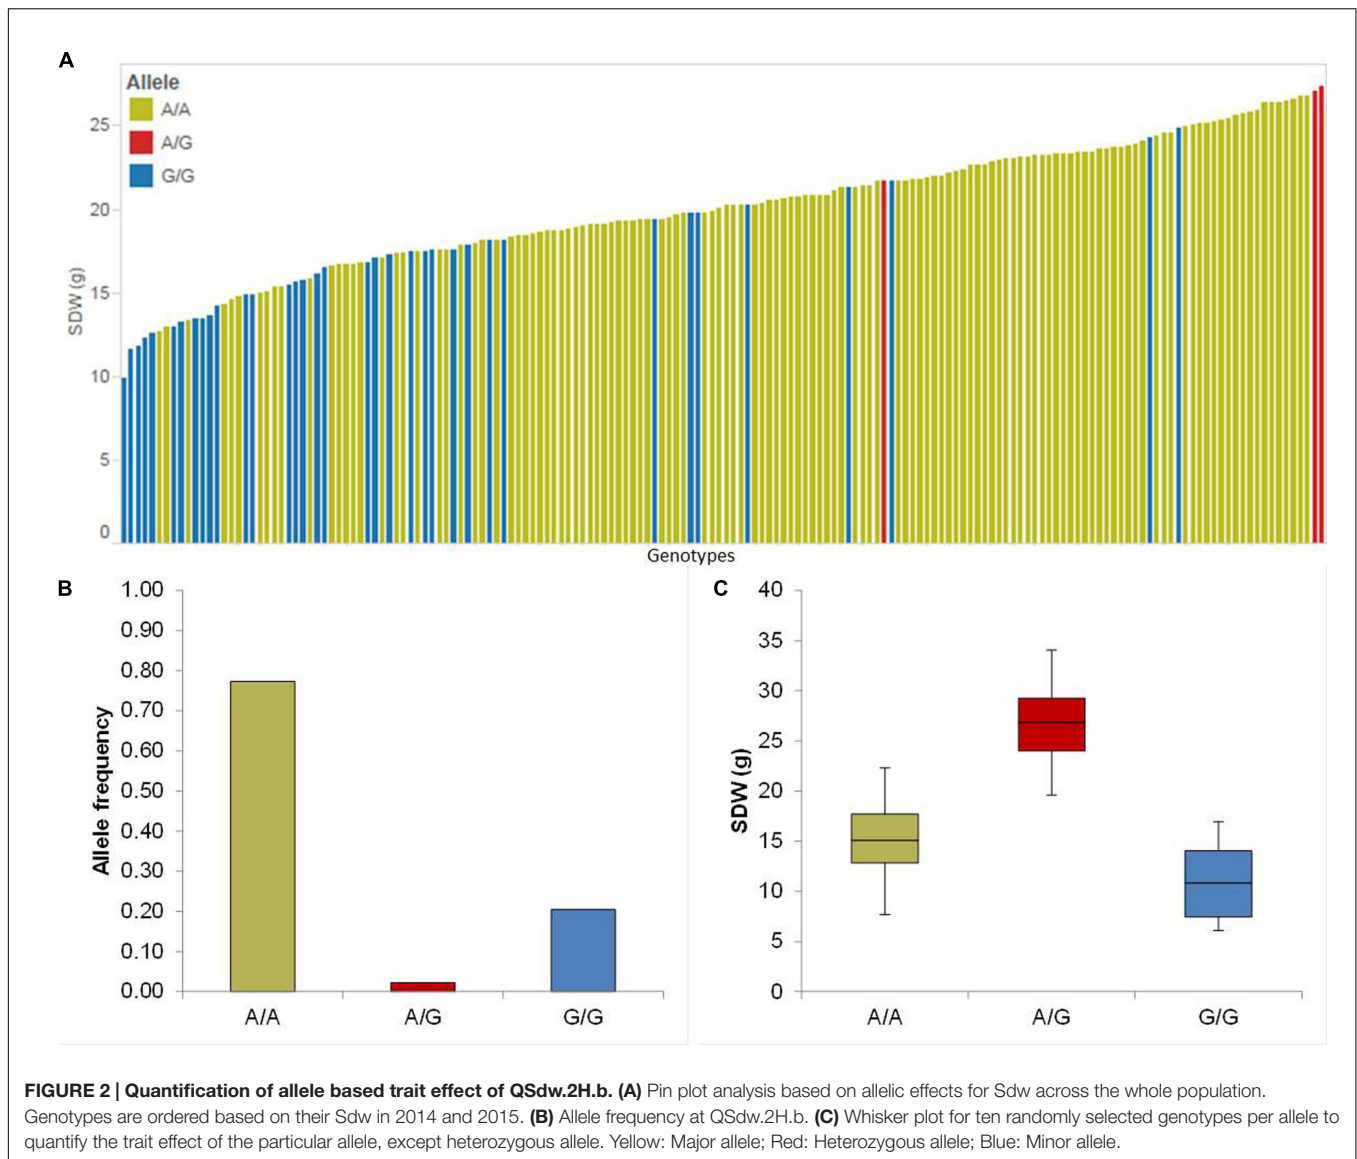 A
Allele
A/A
A/G
G/G
25
20
15
10
5
0
SDW (g)
Genotypes
B
1.00
0.90
0.80
0.70
0.60
0.50
0.40
0.30
0.20
0.10
0.00
Allele frequency
A/A
A/G
G/G
C
40
35
30
25
20
15
10
5
0
SDW (g)
A/A
A/G
G/G
FIGURE 2 | Quantification of allele based trait effect of QSdw.2H.b. (A) Pin plot analysis based on allelic effects for Sdw across the whole population.
Genotypes are ordered based on their Sdw in 2014 and 2015. (B) Allele frequency at QSdw.2H.b. (C) Whisker plot for ten randomly selected genotypes per allele to
quantify the trait effect of the particular allele, except heterozygous allele. Yellow: Major allele; Red: Heterozygous allele; Blue: Minor allele.